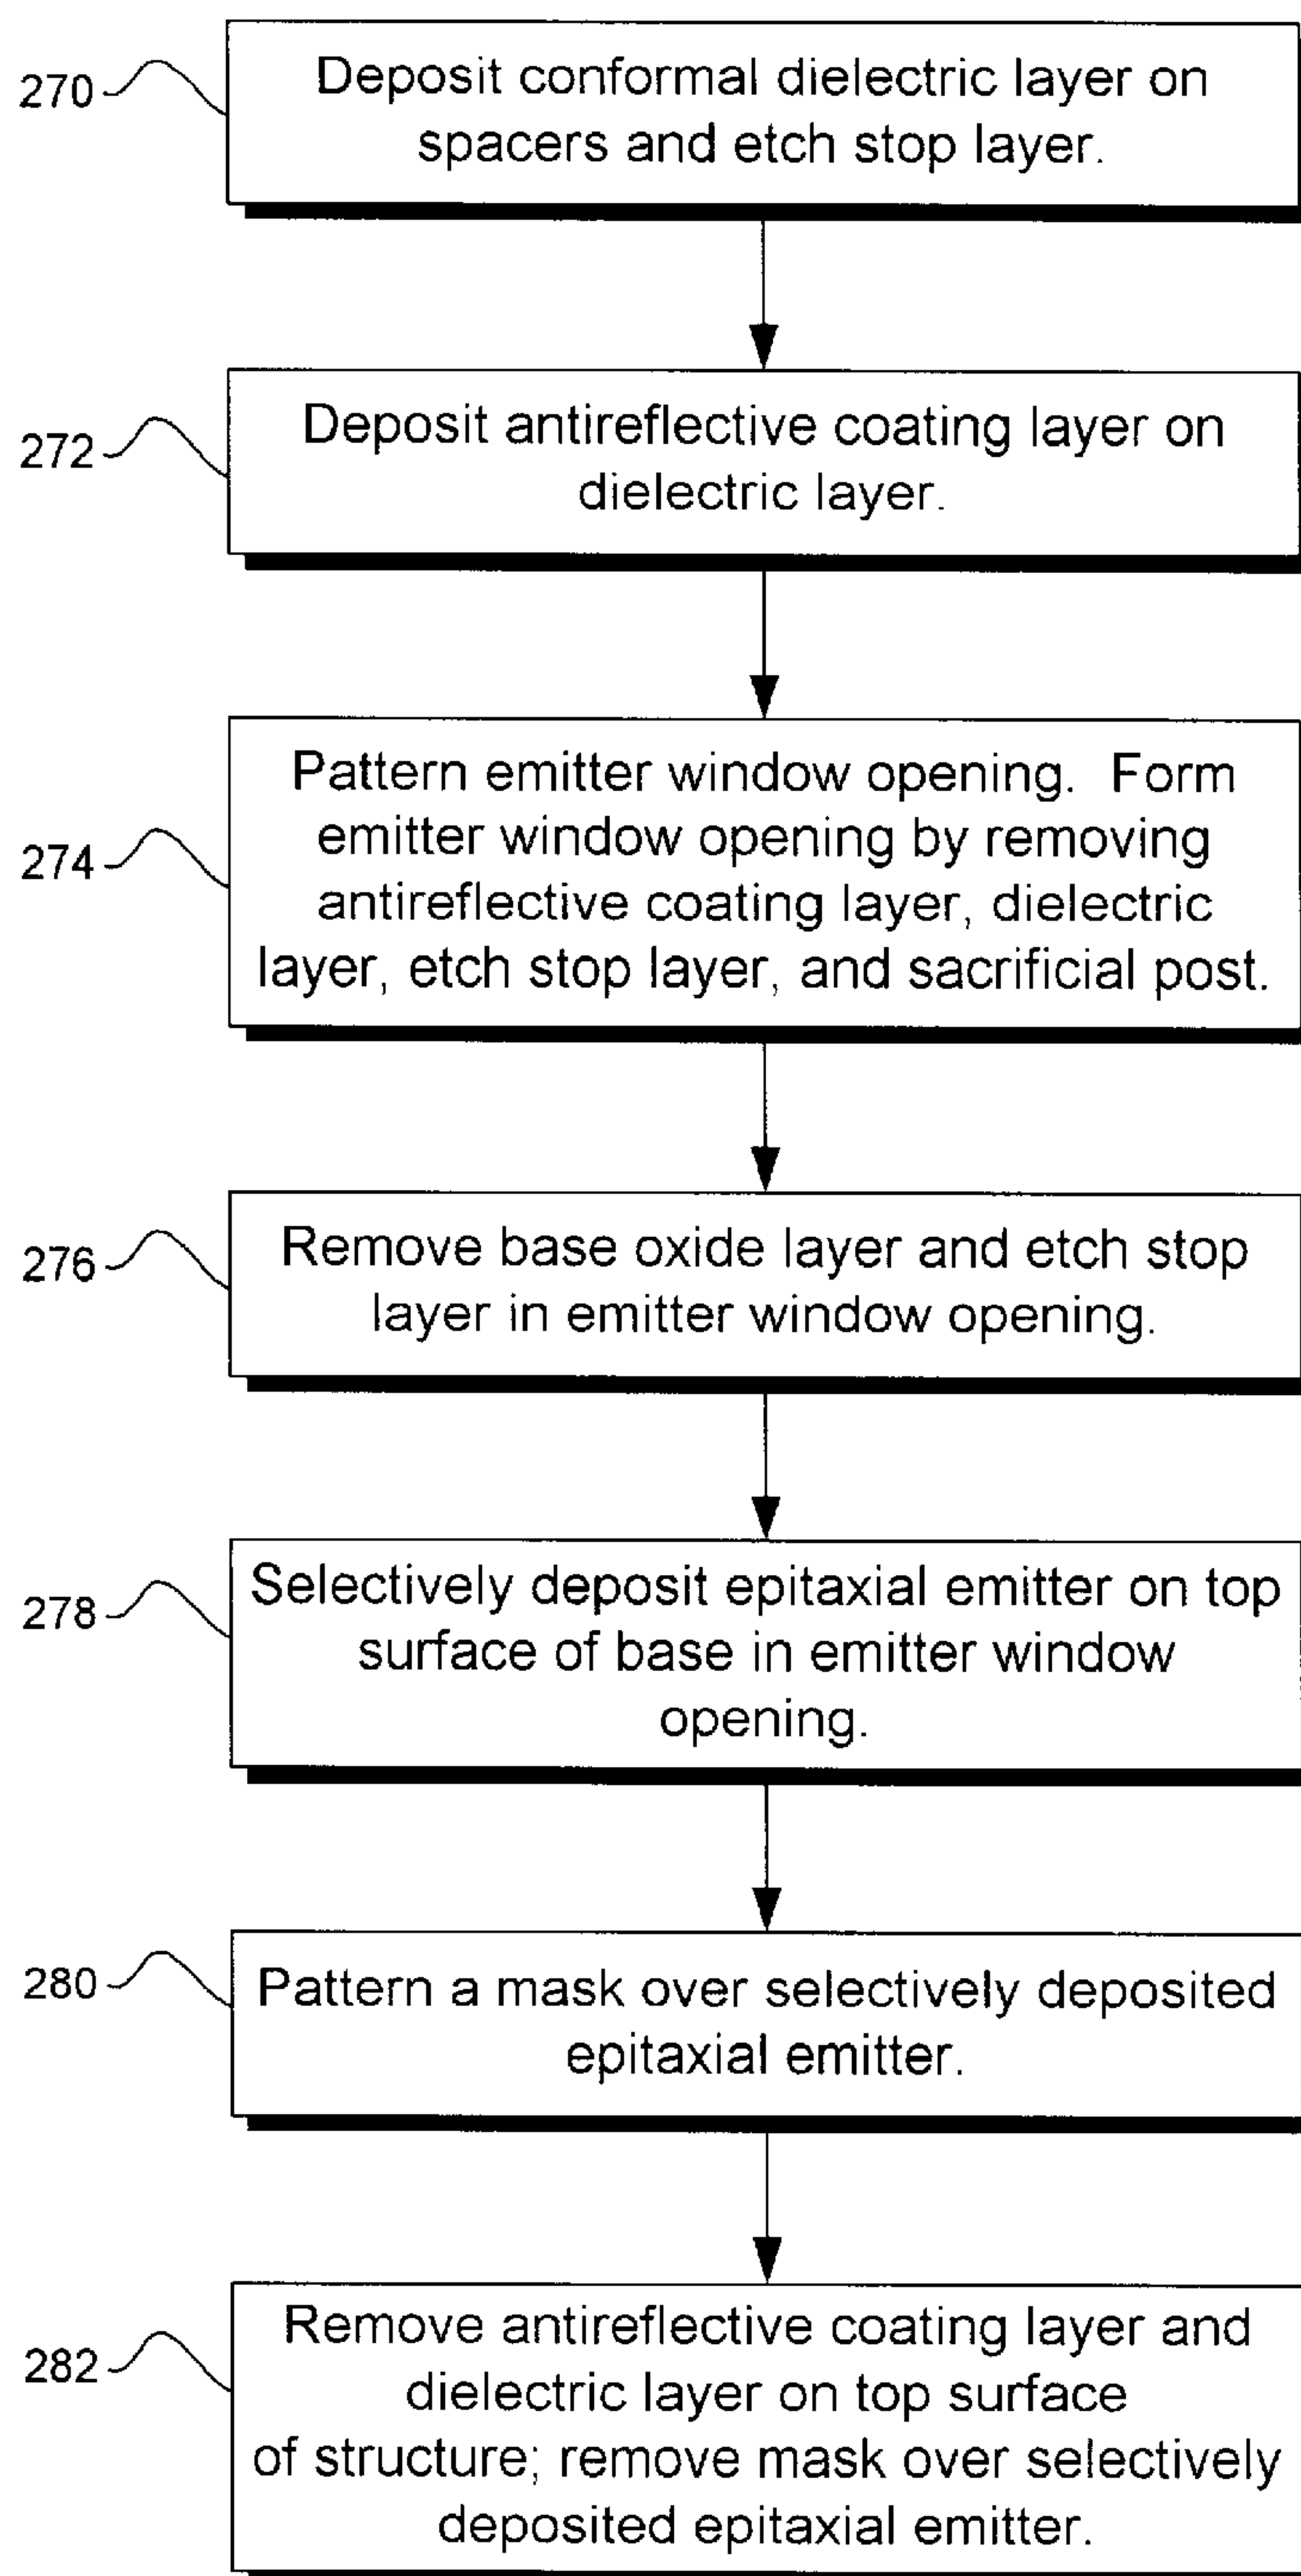 270
Deposit conformal dielectric layer on
spacers and etch stop layer.
272
Deposit antireflective coating layer on
dielectric layer.
274
Pattern emitter window opening. Form
emitter window opening by removing
antireflective coating layer, dielectric
layer, etch stop layer, and sacrificial post.
276
Remove base oxide layer and etch stop
layer in emitter window opening.
278
Selectively deposit epitaxial emitter on top
surface of base in emitter window
opening.
280
Pattern a mask over selectively deposited
epitaxial emitter.
282
Remove antireflective coating layer and
dielectric layer on top surface
of structure; remove mask over selectively
deposited epitaxial emitter.